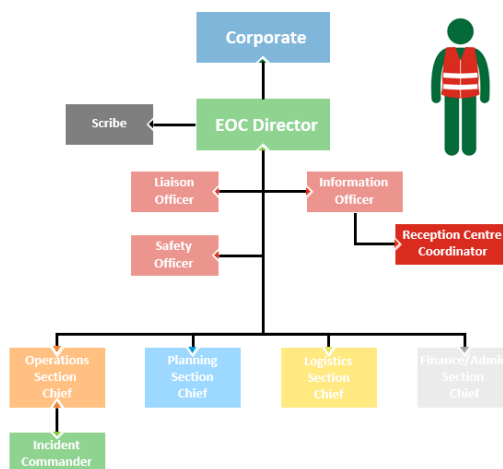 Corporate
Scribe
EOC Director
Liaison
Officer
Information
Officer
Safety
Officer
Reception Centre
Coordinator
Operations
Section
Chief
Planning
Section
Chief
Logistics
Section
Chief
Finance/Admin
Section
Chief
Incident
Commander